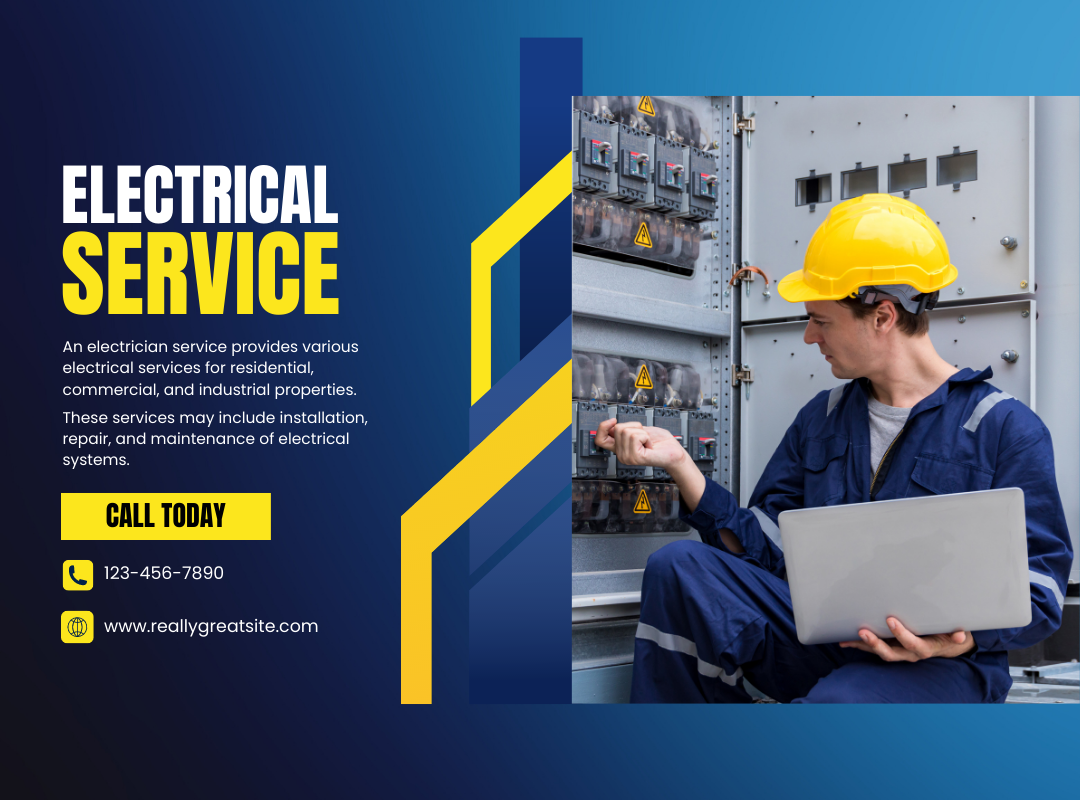 ELECTRICAL
SERVICE
An electrician service provides various
electrical services for residential,
commercial, and industrial properties.
These services may include installation,
repair, and maintenance of electrical
systems.
CALL TODAY
123-456-7890
www.reallygreatsite.com